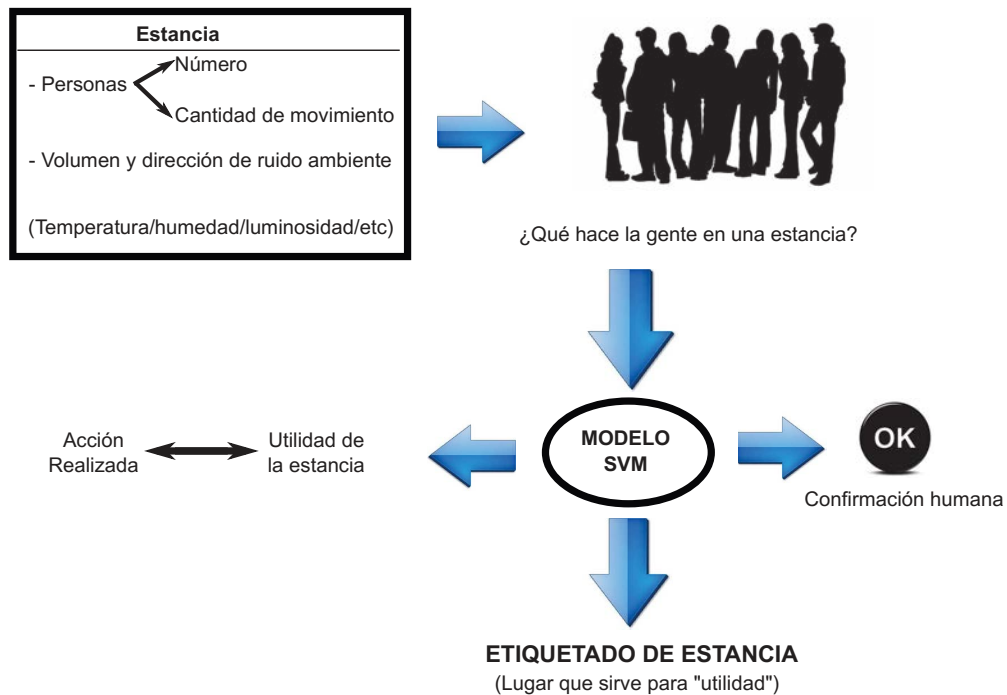 Estancia
- Personas
Número
Cantidad de movimiento
- Volumen y dirección de ruido ambiente
(Temperatura/humedad/luminosidad/etc)
¿Qué hace la gente en una estancia?
Acción
Realizada
Utilidad de
la estancia
MODELO
SVM
OK
Confirmación humana
ETIQUETADO DE ESTANCIA
(Lugar que sirve para "utilidad")